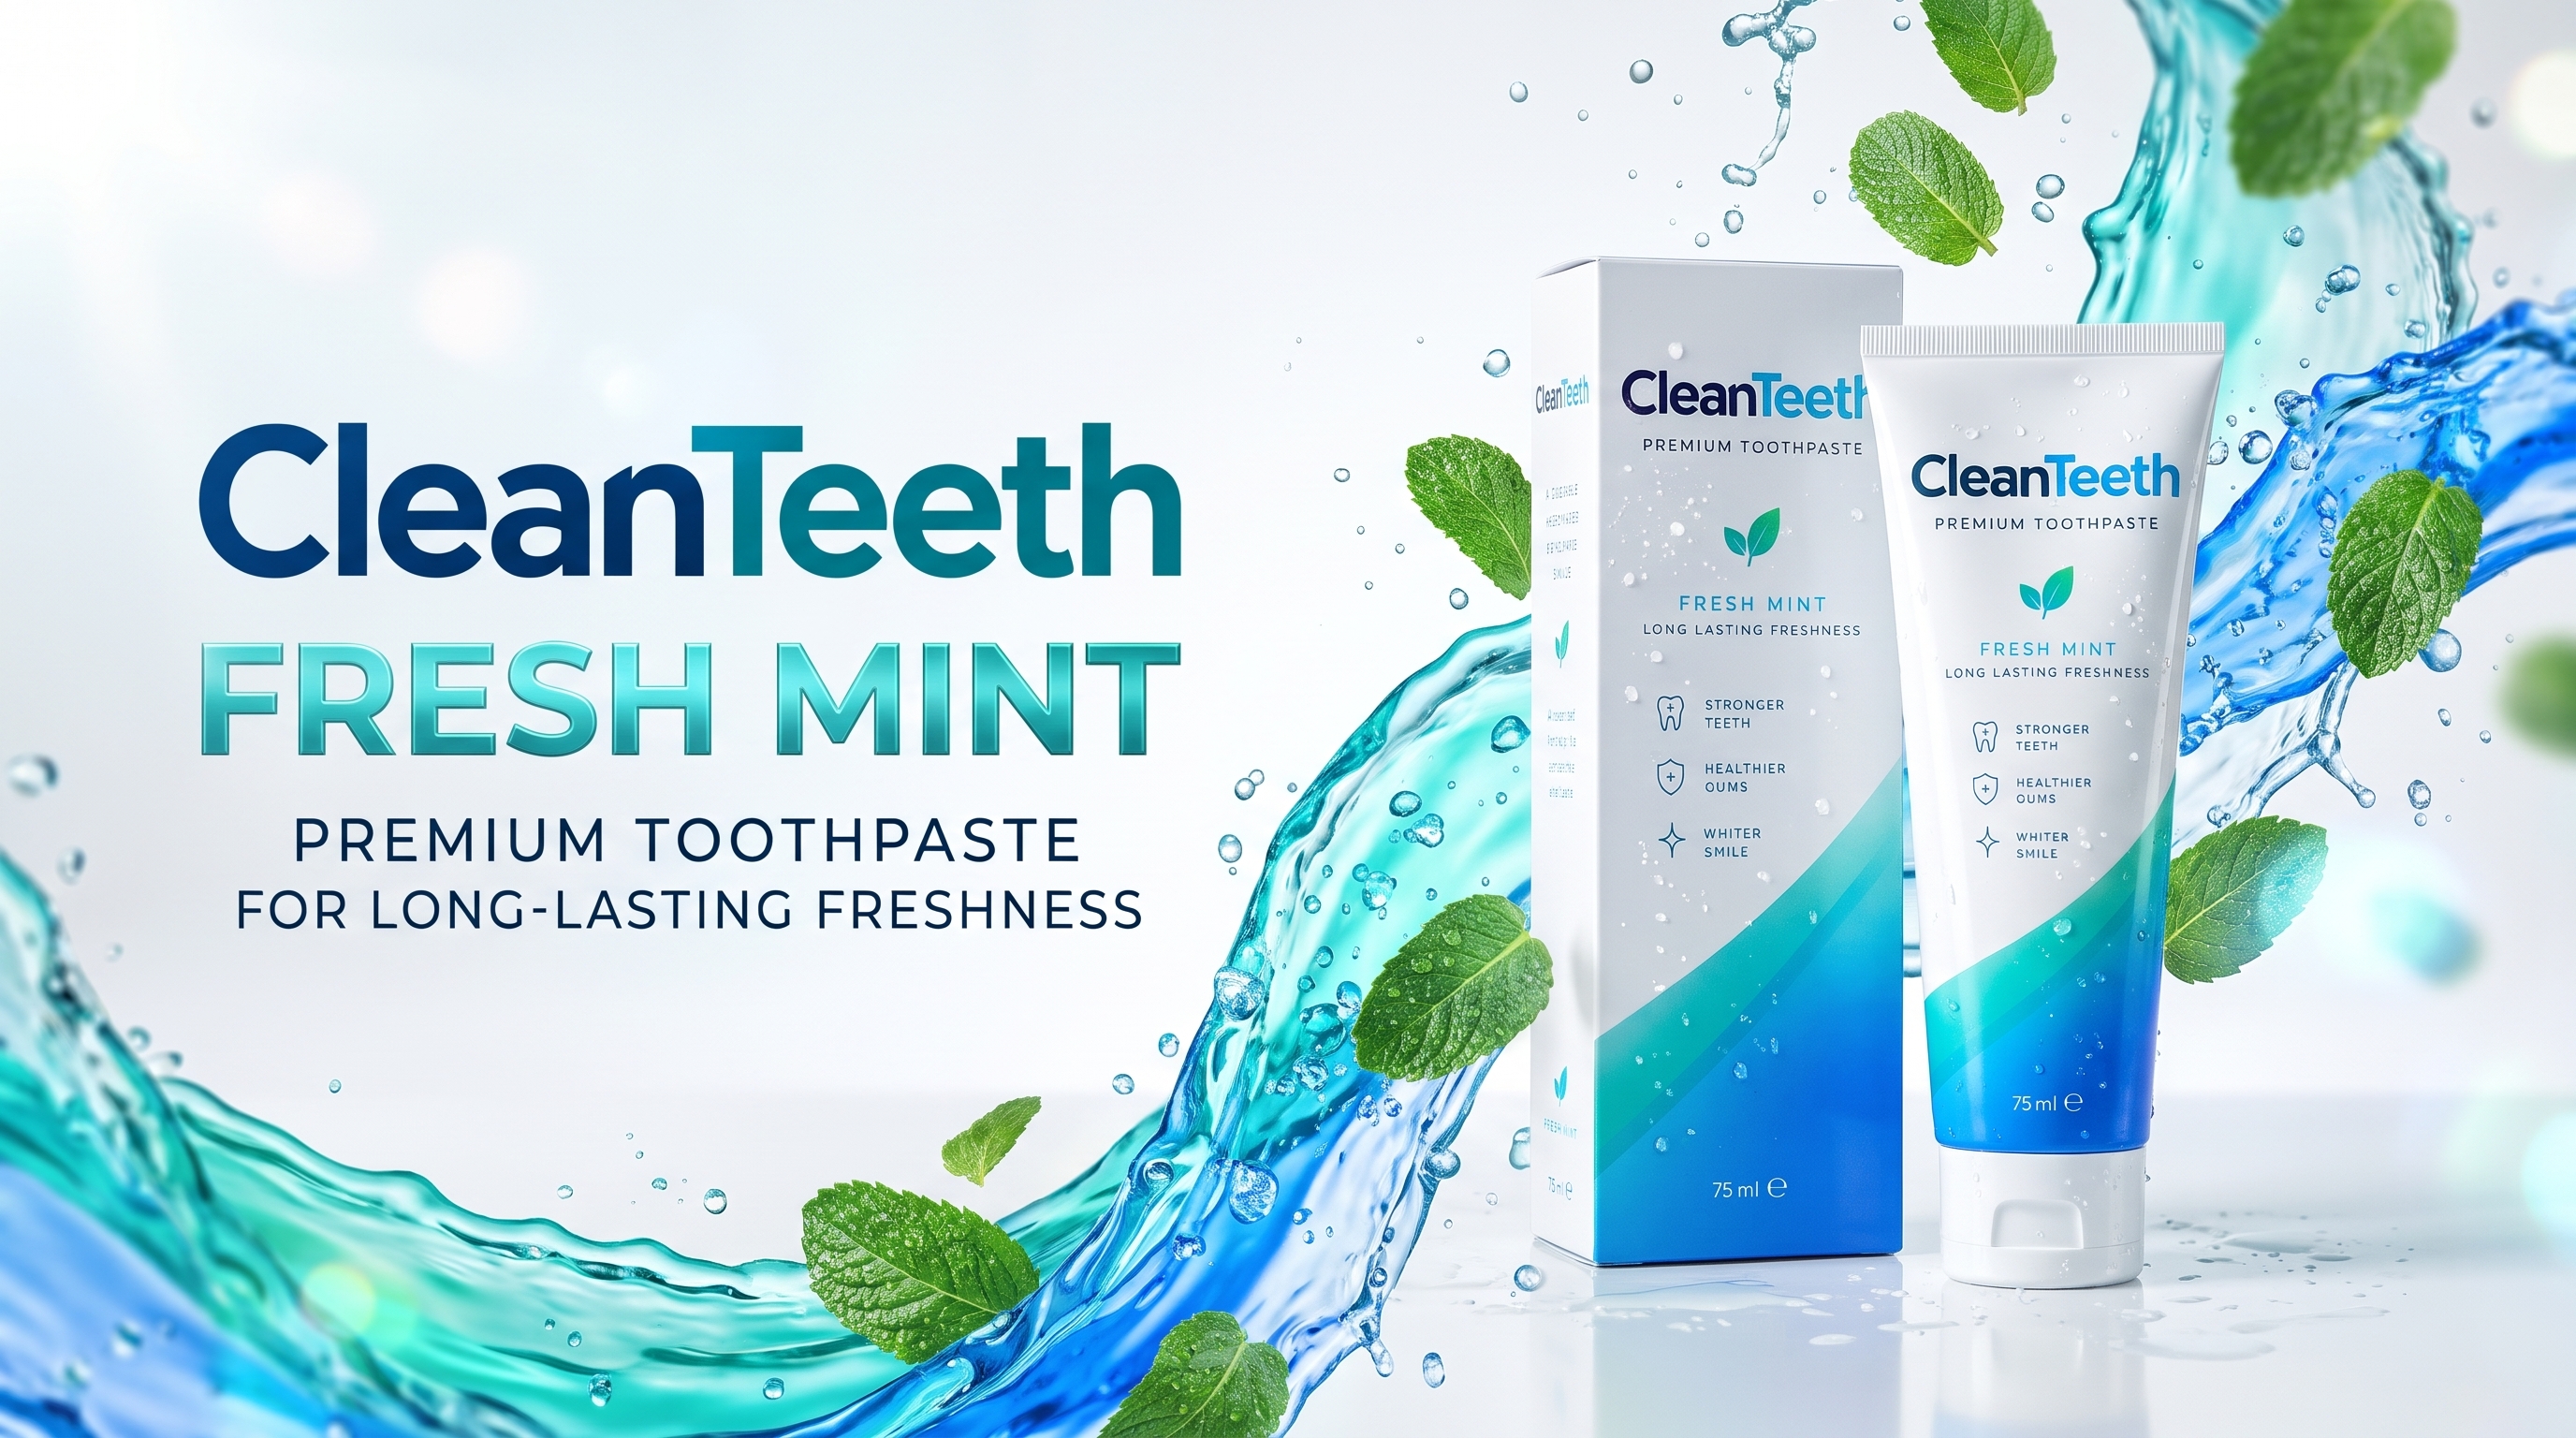 CleanTeeth
FRESH MINT
PREMIUM TOOTHPASTE
FOR LONG-LASTING FRESHNESS
CleanTeeth
FRESH MINT
75 ml ℮
CleanTeeth
PREMIUM TOOTHPASTE
FRESH MINT
LONG LASTING FRESHNESS
STRONGER
TEETH
HEALTHIER
OUMS
WHITER
SMILE
75 ml ℮
CleanTeeth
PREMIUM TOOTHPASTE
FRESH MINT
LONG LASTING FRESHNESS
STRONGER
TEETH
HEALTHIER
OUMS
WHITER
SMILE
75 ml ℮